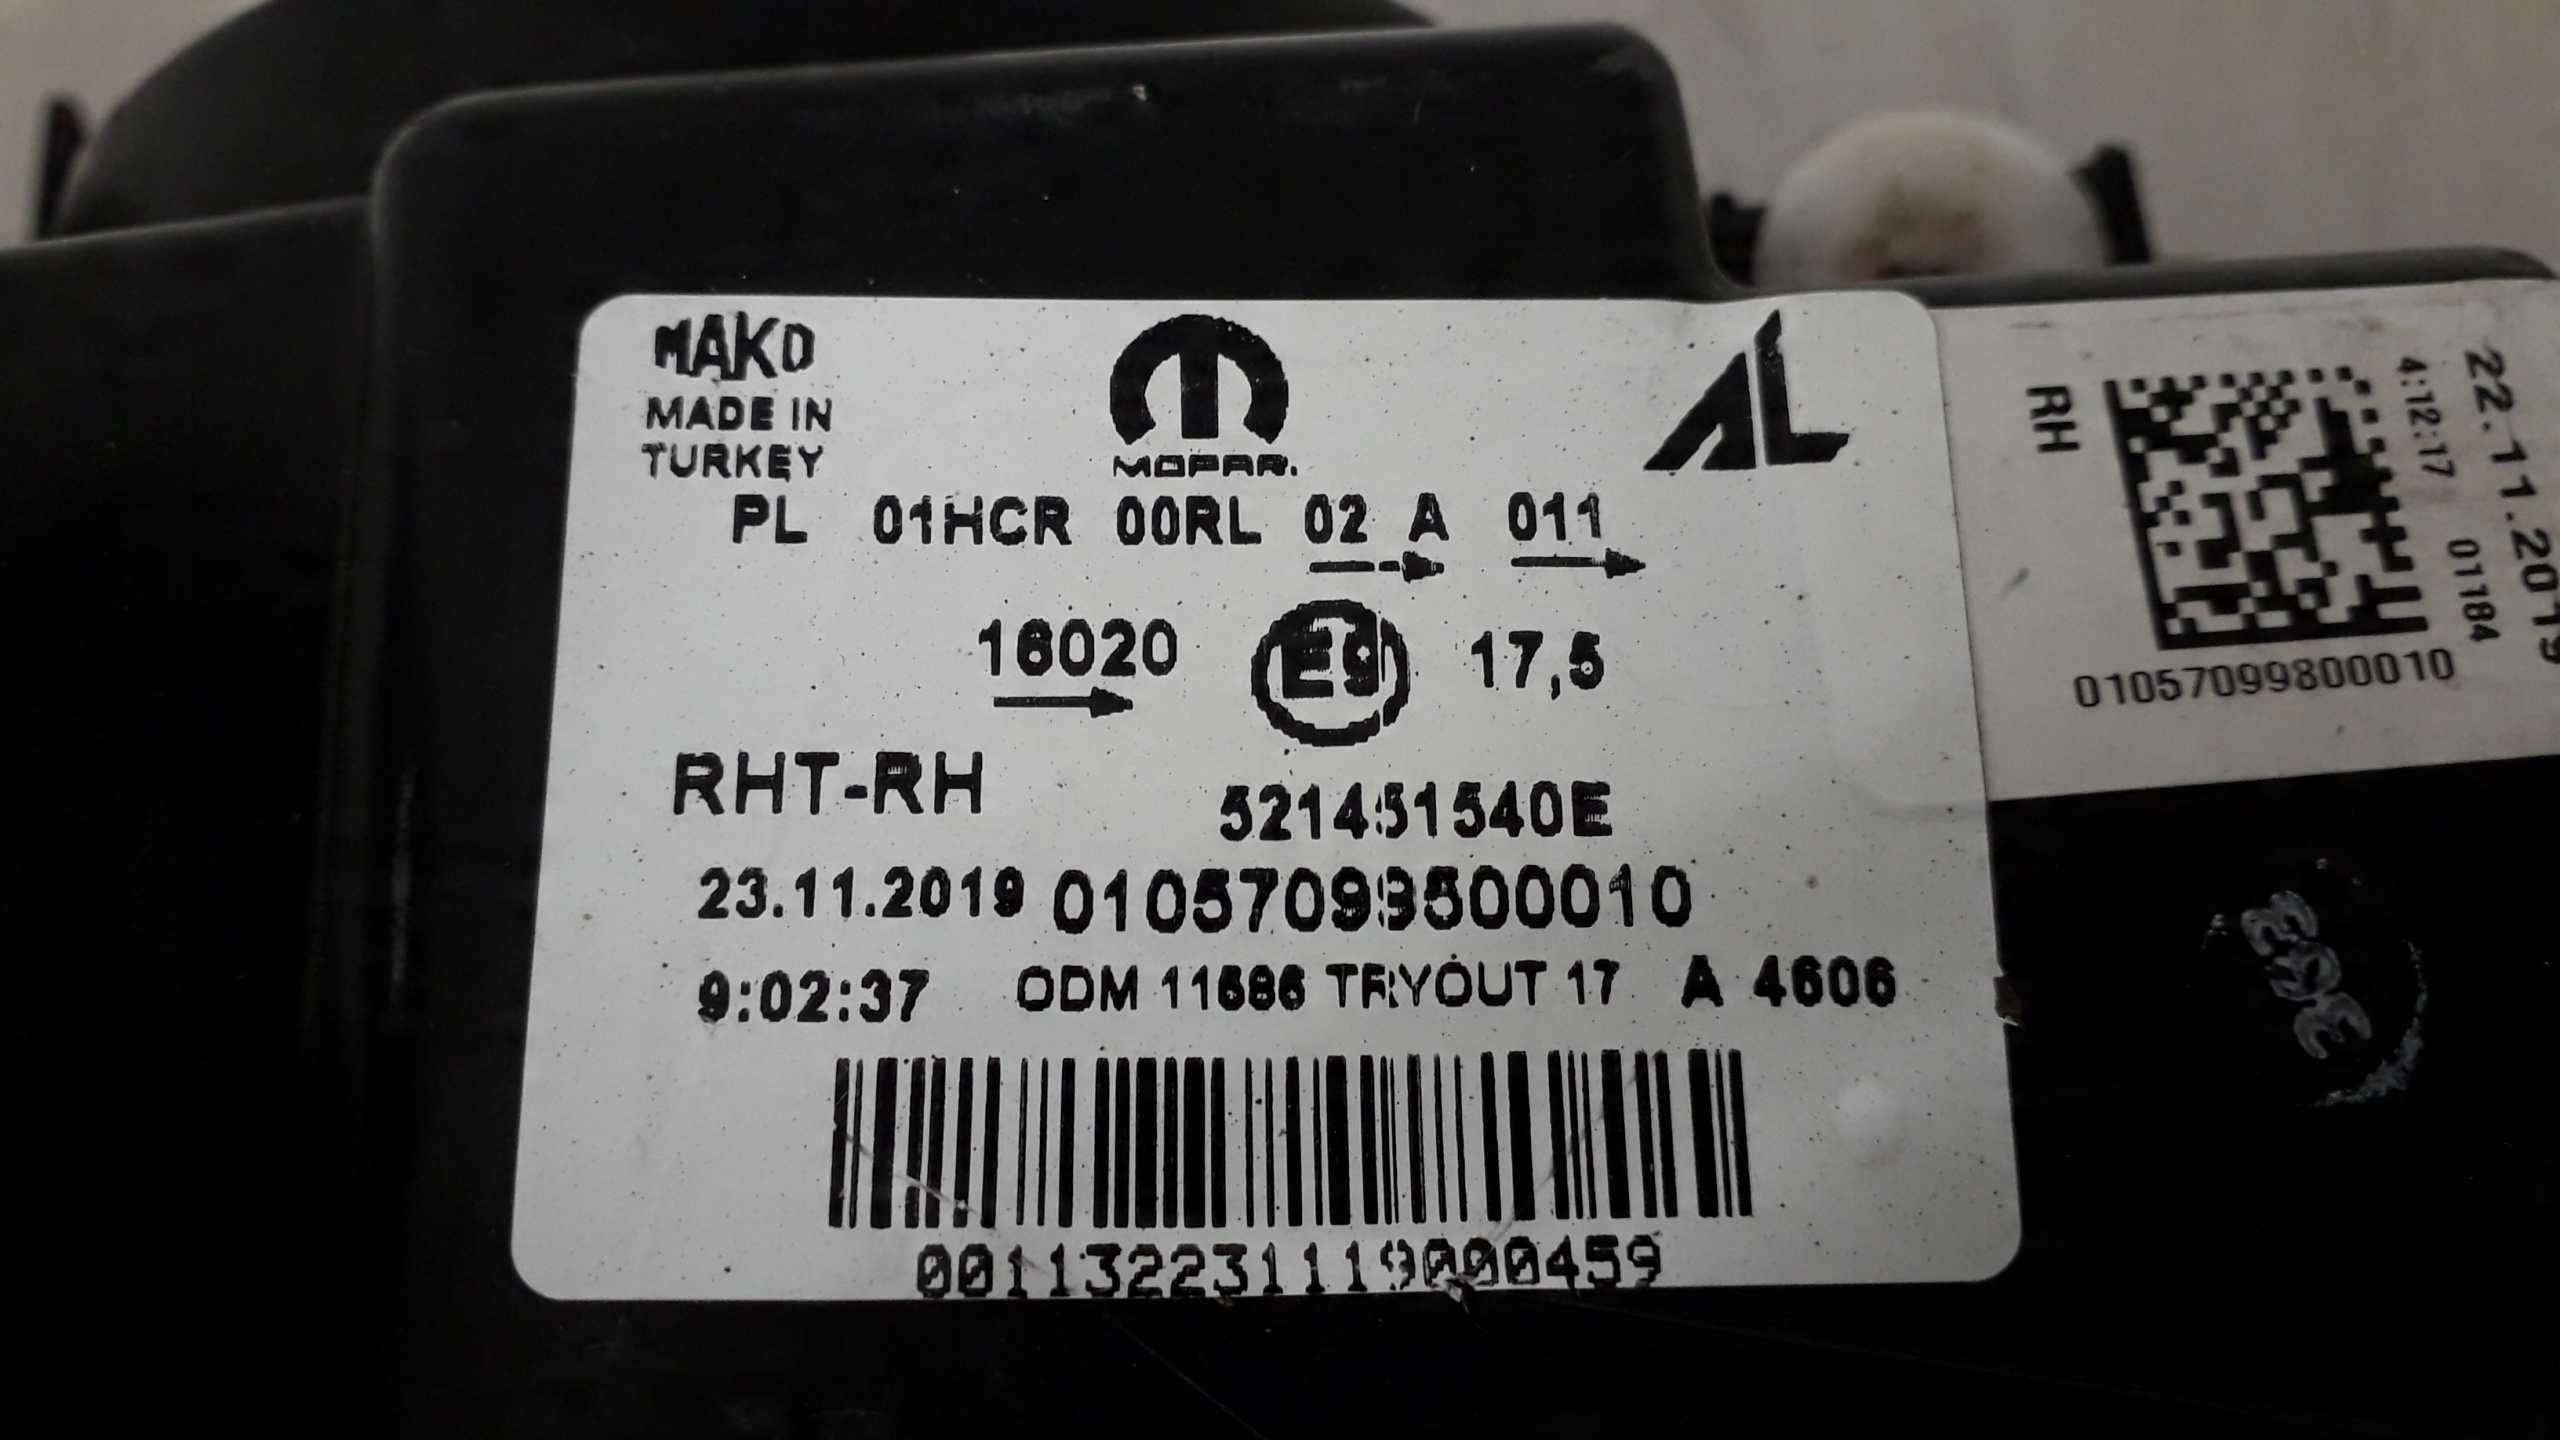 MAKO
MADE IN
TURKEY
MOPAR.
AL
PL 01HCR 00RL 02 A 011
16020 E9 17,5
RHT-RH
521451540E
23.11.2019 01057099500010
9:02:37 ODM 11686 TRYOUT 17 A 4606
0011322311119000459
RH
4:12:17 01184
22.11.2019
01057099800010